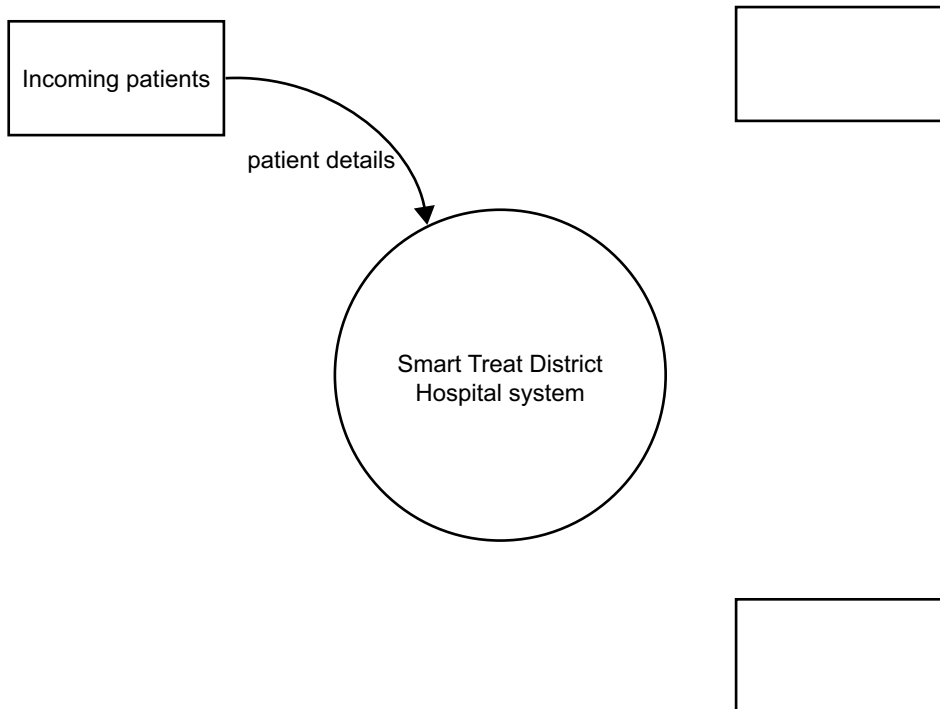 Incoming patients
patient details
Smart Treat District
Hospital system